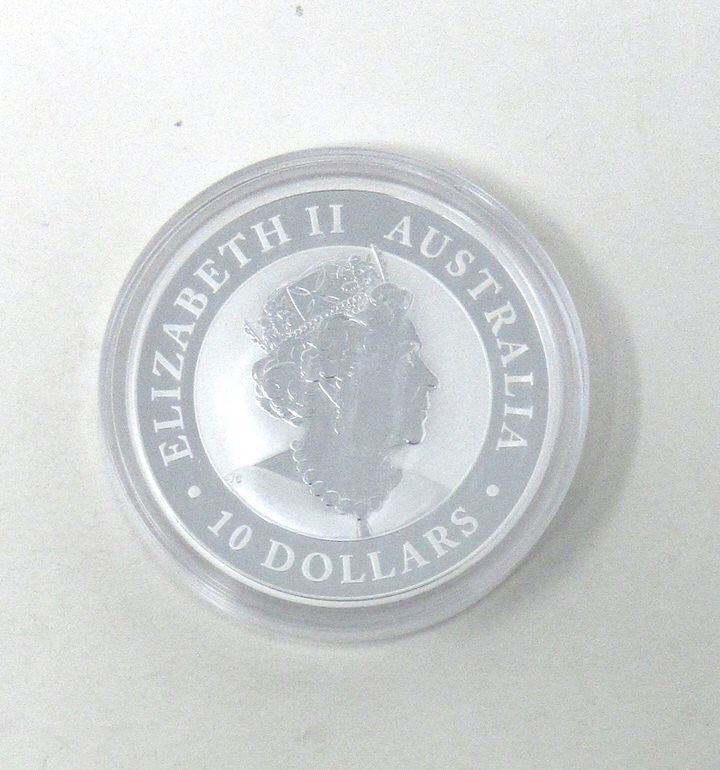 ELIZABETH II AUSTRALIA
• 10 DOLLARS •